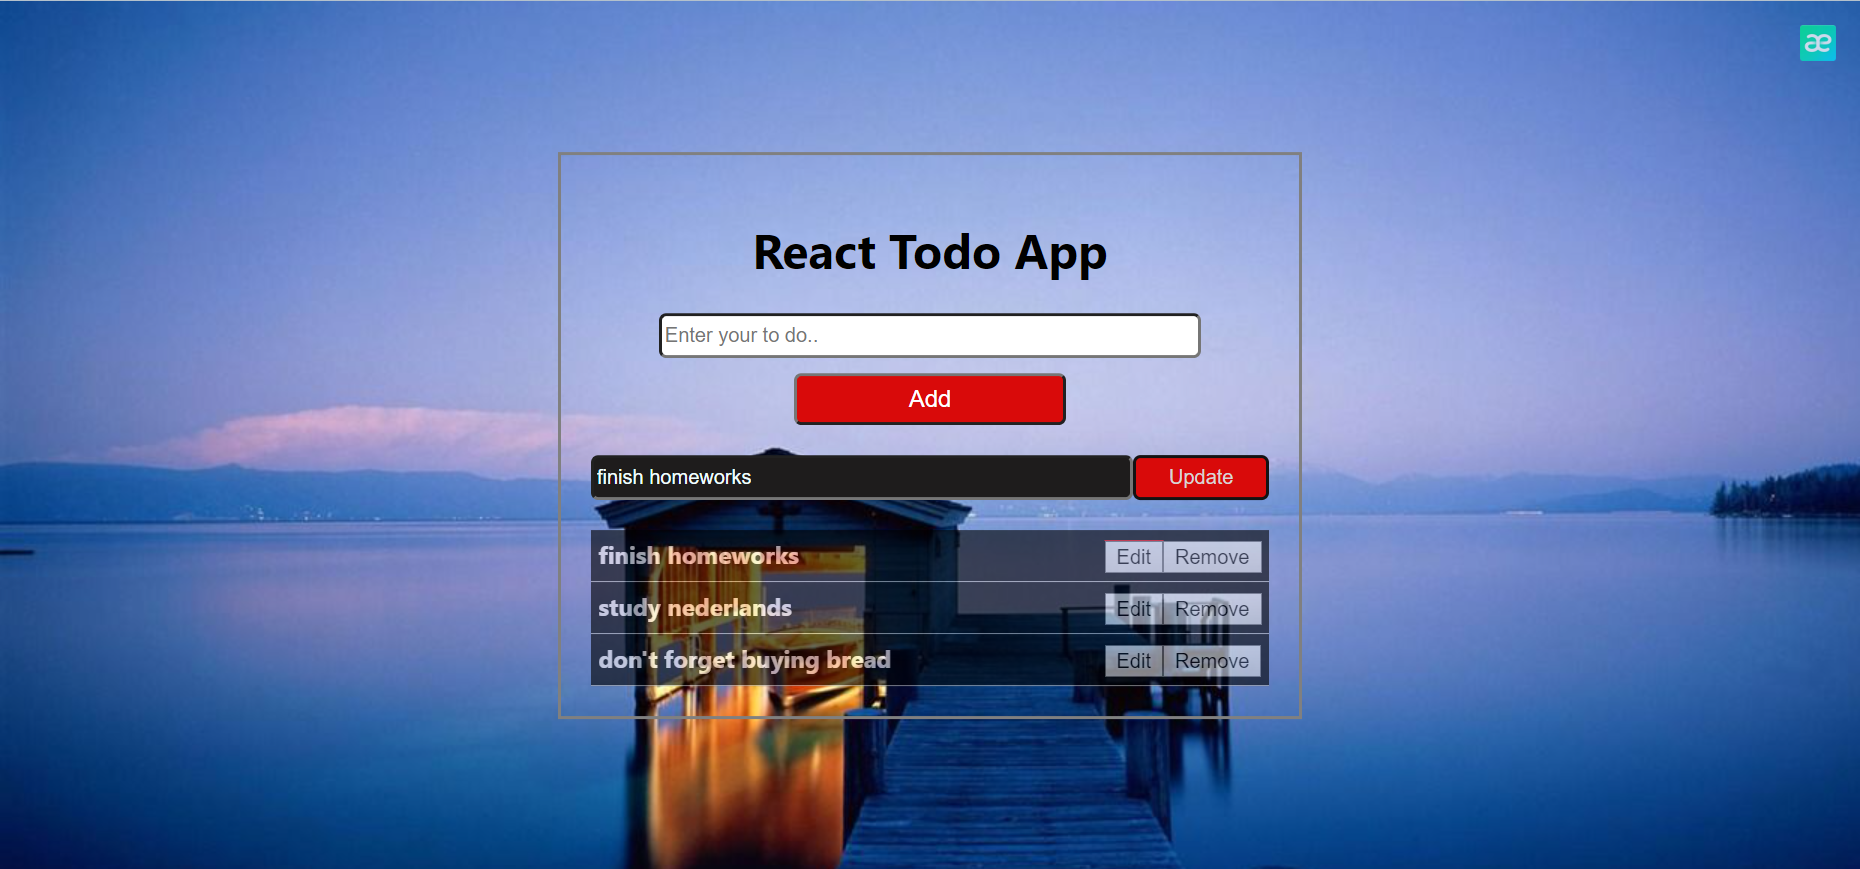 æ
React Todo App
Enter your to do..
Add
finish homeworks Update
finish homeworks Edit Remove
study nederlands Edit Remove
don't forget buying bread Edit Remove